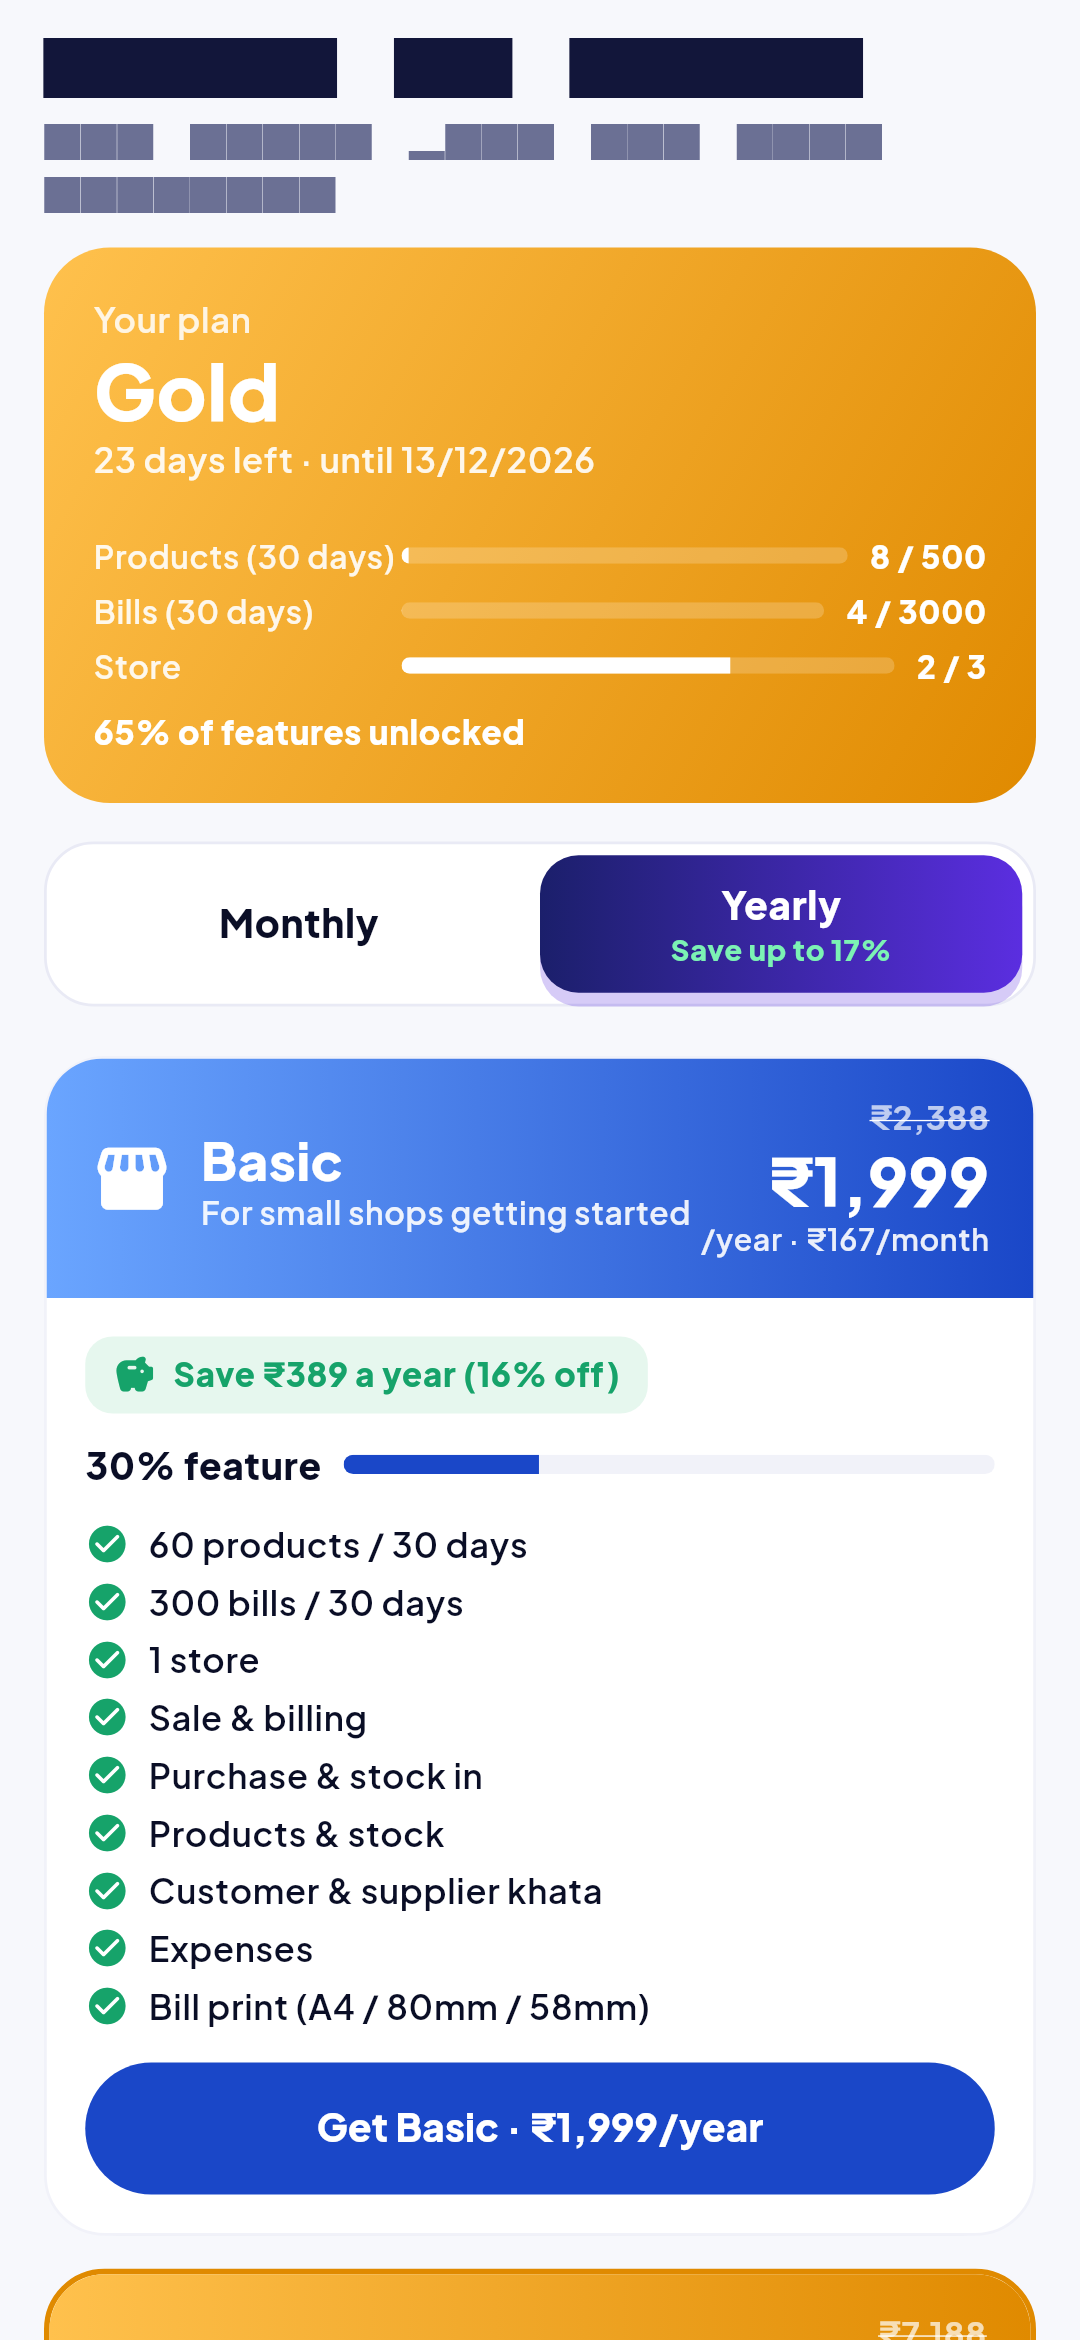 Your plan
Gold
23 days left · until 13/12/2026
Products (30 days) 8 / 500
Bills (30 days) 4 / 3000
Store 2 / 3
65% of features unlocked
Monthly
Yearly
Save up to 17%
₹2,388
Basic
₹1,999
For small shops getting started
/year · ₹167/month
Save ₹389 a year (16% off)
30% feature
60 products / 30 days
300 bills / 30 days
1 store
Sale & billing
Purchase & stock in
Products & stock
Customer & supplier khata
Expenses
Bill print (A4 / 80mm / 58mm)
Get Basic · ₹1,999/year
₹7,188